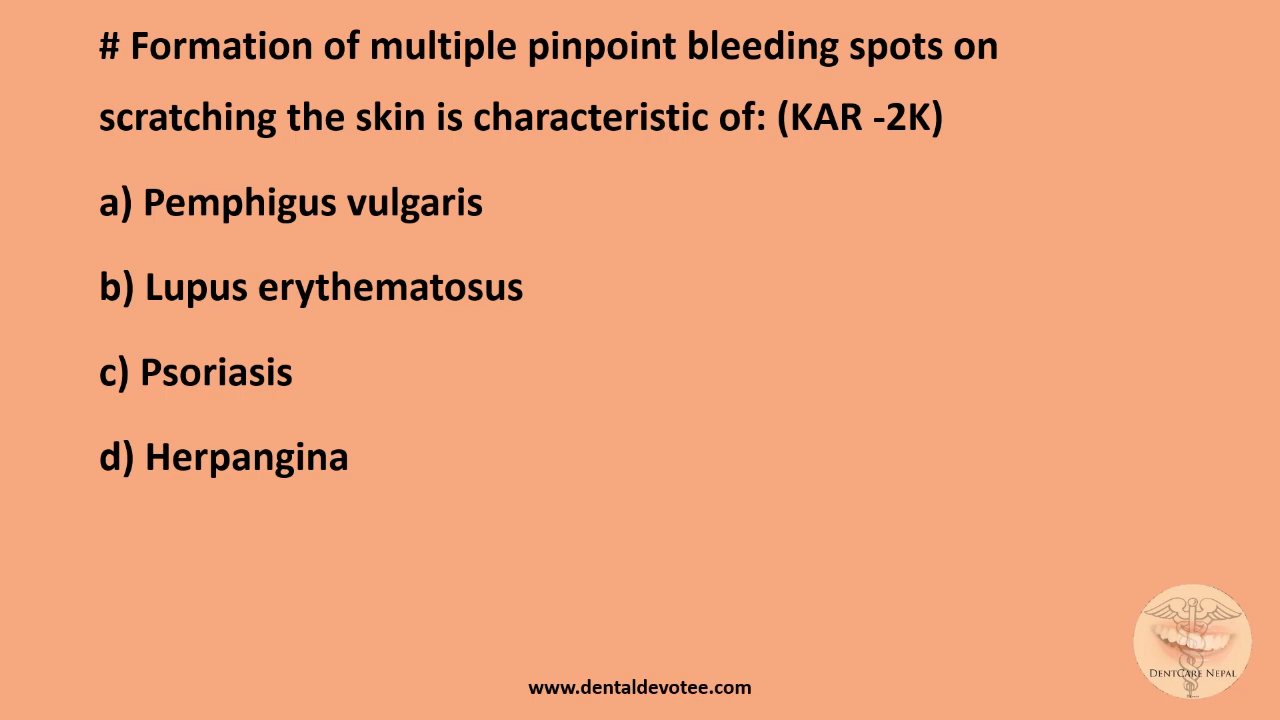 # Formation of multiple pinpoint bleeding spots on
scratching the skin is characteristic of: (KAR -2K)
a) Pemphigus vulgaris
b) Lupus erythematosus
c) Psoriasis
d) Herpangina
DENTCARE NEPAL
www.dentaldevotee.com